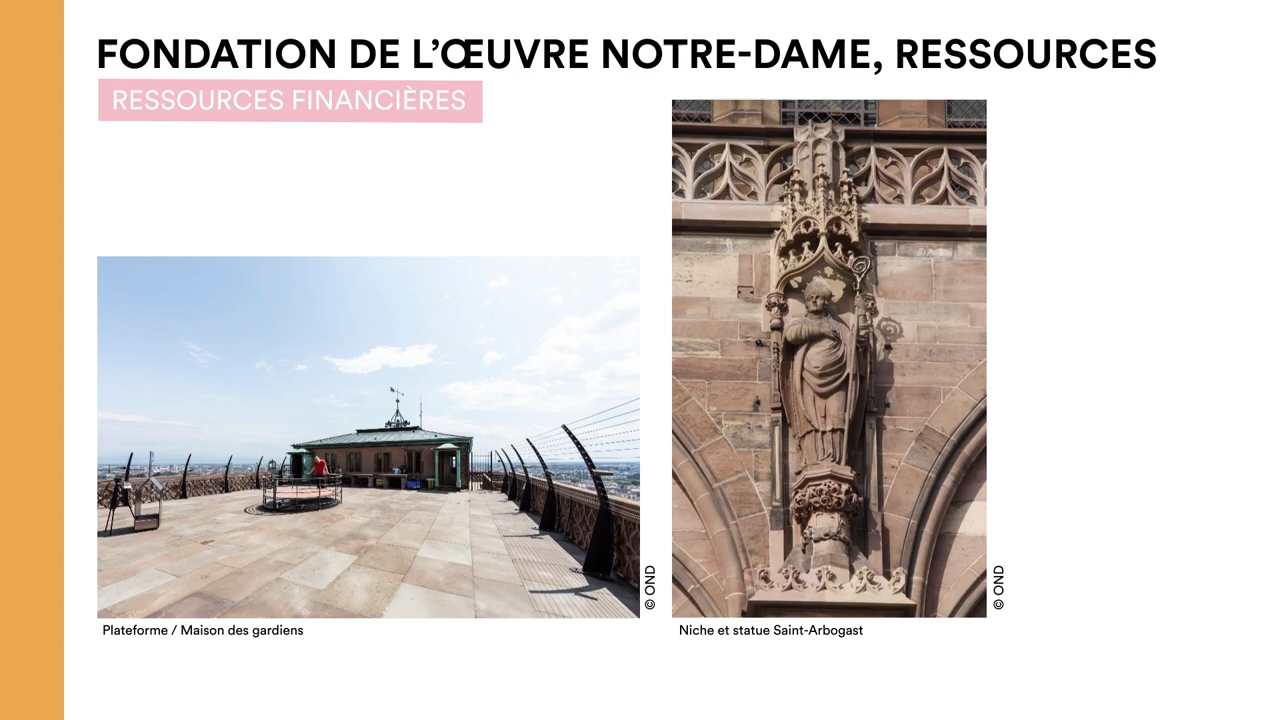 FONDATION DE L’ŒUVRE NOTRE-DAME, RESSOURCES
RESSOURCES FINANCIÈRES
© OND
Plateforme / Maison des gardiens
© OND
Niche et statue Saint-Arbogast